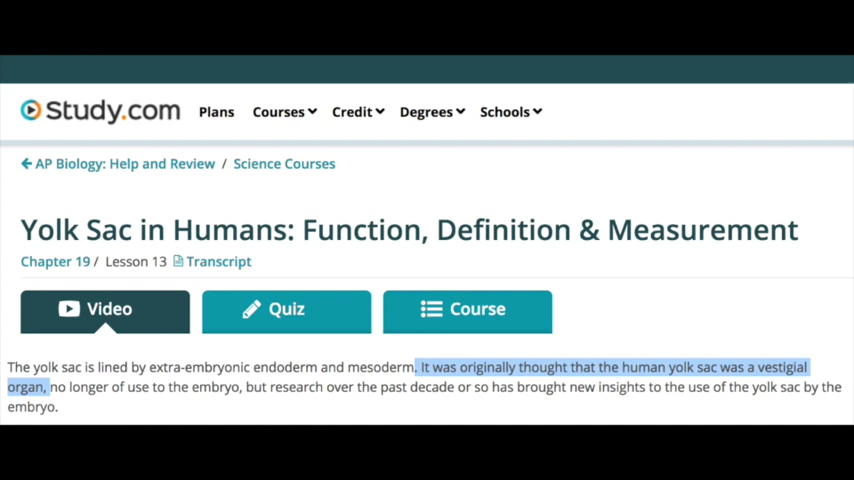 Study.com Plans Courses Credit Degrees Schools
AP Biology: Help and Review / Science Courses
Yolk Sac in Humans: Function, Definition & Measurement
Chapter 19 / Lesson 13 Transcript
Video Quiz Course
The yolk sac is lined by extra-embryonic endoderm and mesoderm. It was originally thought that the human yolk sac was a vestigial
organ, no longer of use to the embryo, but research over the past decade or so has brought new insights to the use of the yolk sac by the
embryo.